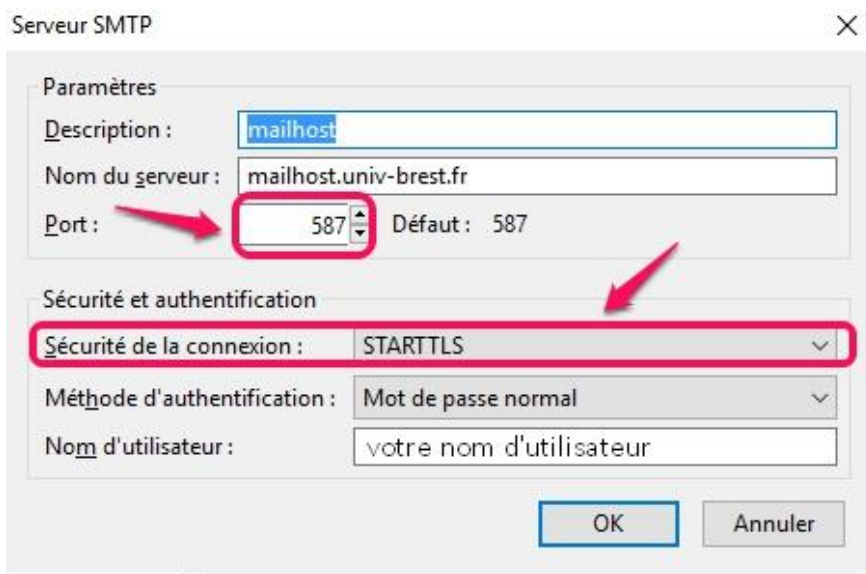 Serveur SMTP
Paramètres
Description : mailhost
Nom du serveur : mailhost.univ-brest.fr
Port : 587 Défaut : 587
Sécurité et authentification
Sécurité de la connexion : STARTTLS
Méthode d'authentification : Mot de passe normal
Nom d'utilisateur : votre nom d'utilisateur
OK Annuler